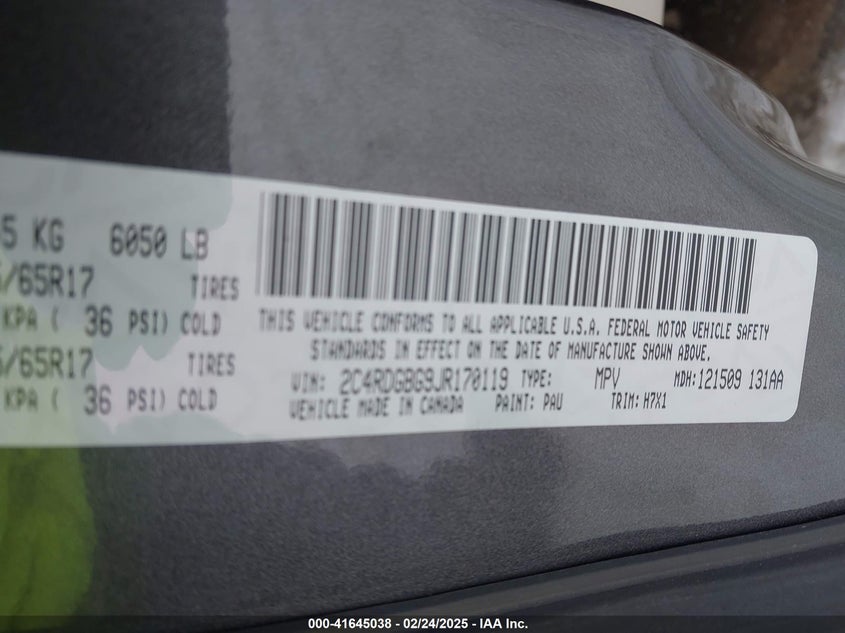 5 KG 6050 LB
/65R17 TIRES
KPA ( 36 PSI) COLD
/65R17 TIRES
KPA ( 36 PSI) COLD
THIS VEHICLE CONFORMS TO ALL APPLICABLE U.S.A. FEDERAL MOTOR VEHICLE SAFETY
STANDARDS IN EFFECT ON THE DATE OF MANUFACTURE SHOWN ABOVE.
VIN: 2C4RDGBG9JR170119 TYPE: MPV MDH:121509 131AA
VEHICLE MADE IN CANADA PAINT: PAU TRIM: H7X1
000-41645038 - 02/24/2025 - IAA Inc.